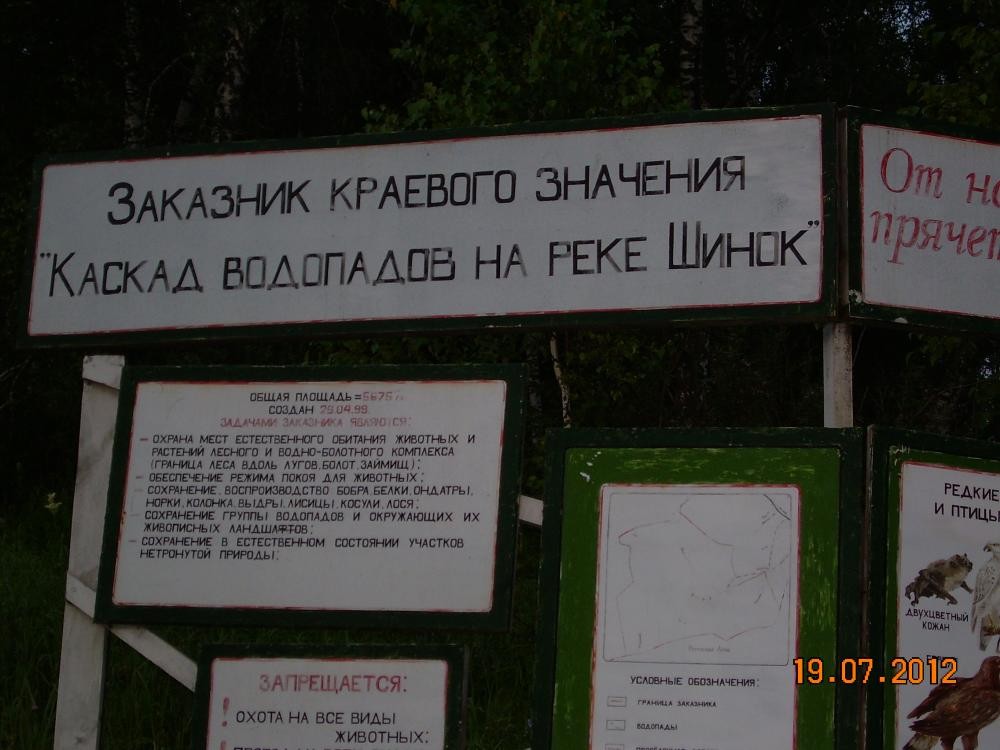 Заказник краевого значения
"Каскад водопадов на реке Шинок"
От
ОБЩАЯ ПЛОЩАДЬ =
СОЗДАН 29.04.99.
ЗАДАЧАМИ ЗАКАЗНИКА ЯВЛЯЮТСЯ:
– ОХРАНА МЕСТ ЕСТЕСТВЕННОГО ОБИТАНИЯ ЖИВОТНЫХ И
РАСТЕНИЙ ЛЕСНОГО И ВОДНО-БОЛОТНОГО КОМПЛЕКСА
(ГРАНИЦА ЛЕСА ВДОЛЬ ЛУГОВ, БОЛОТ, ЗАЙМИЩ);
– ОБЕСПЕЧЕНИЕ РЕЖИМА ПОКОЯ ДЛЯ ЖИВОТНЫХ;
– СОХРАНЕНИЕ, ВОСПРОИЗВОДСТВО БОБРА, БЕЛКИ, ОНДАТРЫ,
НОРКИ, КОЛОНКА, ВЫДРЫ, ЛИСИЦЫ, КОСУЛИ, ЛОСЯ;
– СОХРАНЕНИЕ ГРУППЫ ВОДОПАДОВ И ОКРУЖАЮЩИХ ИХ
ЖИВОПИСНЫХ ЛАНДШАФТОВ;
– СОХРАНЕНИЕ В ЕСТЕСТВЕННОМ СОСТОЯНИИ УЧАСТКОВ
НЕТРОНУТОЙ ПРИРОДЫ;
ЗАПРЕЩАЕТСЯ:
! ОХОТА НА ВСЕ ВИДЫ
ЖИВОТНЫХ;
УСЛОВНЫЕ ОБОЗНАЧЕНИЯ:
ГРАНИЦА ЗАКАЗНИКА
ВОДОПАДЫ
РЕДКИЕ
И ПТИЦЫ
ДВУХЦВЕТНЫЙ
КОЖАН
19.07.2012